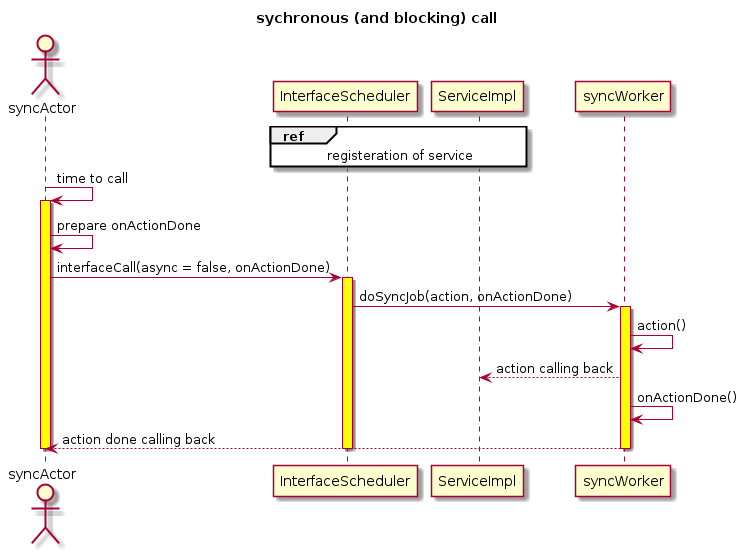 sychronous (and blocking) call
syncActor
InterfaceScheduler
ServiceImpl
syncWorker
ref
registeration of service
time to call
prepare onActionDone
interfaceCall(async = false, onActionDone)
doSyncJob(action, onActionDone)
action()
action calling back
onActionDone()
action done calling back
syncActor
InterfaceScheduler
ServiceImpl
syncWorker